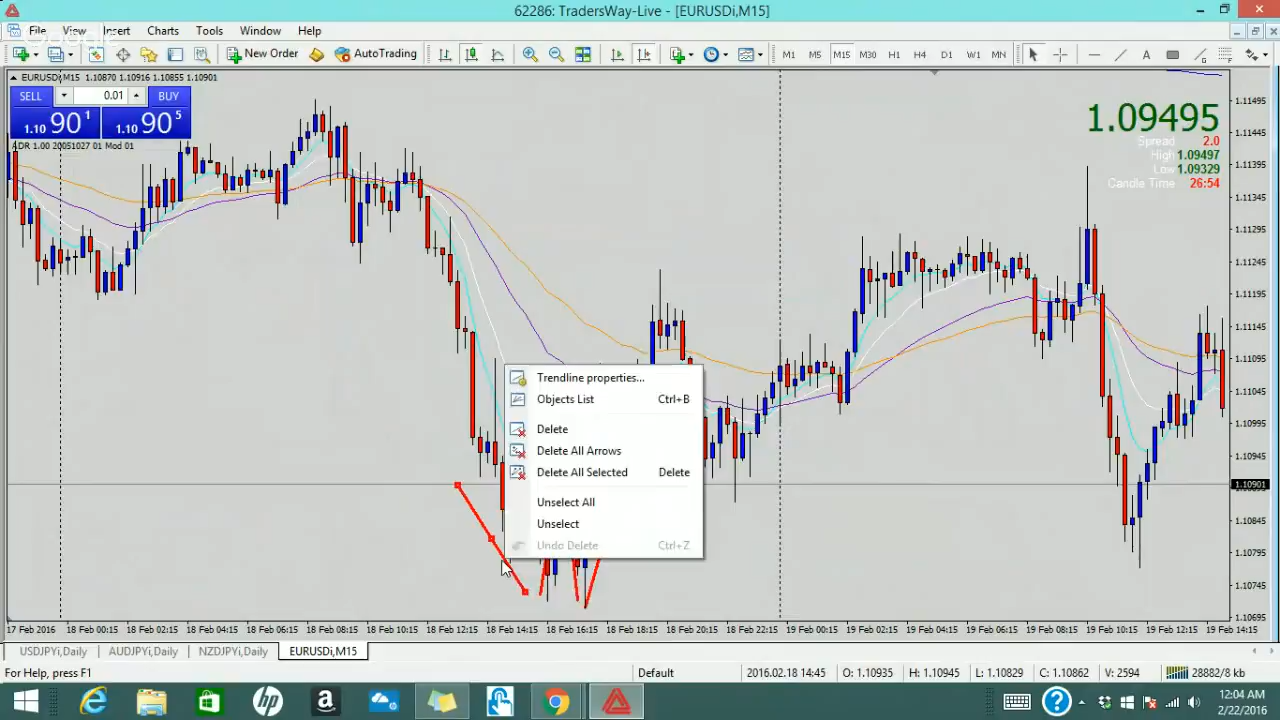 62286: TradersWay-Live - [EURUSDi,M15]
File View Insert Charts Tools Window Help
New Order AutoTrading M1 M5 M15 M30 H1 H4 D1 W1 MN A
EURUSDi,M15 1.10870 1.10916 1.10855 1.10901
SELL 0.01 BUY
1.10 90 1 1.10 90 5
ADR 1.00 20051027 01 Mod 01
1.09495
Spread 2.0
High 1.09497
Low 1.09329
Candle Time 26:54
1.11495
1.11445
1.11395
1.11345
1.11295
1.11245
1.11195
1.11145
1.11095
1.11045
1.10995
1.10945
1.10901
1.10845
1.10795
1.10745
1.10695
Trendline properties...
Objects List Ctrl+B
Delete
Delete All Arrows
Delete All Selected Delete
Unselect All
Unselect
Undo Delete Ctrl+Z
17 Feb 2016 18 Feb 00:15 18 Feb 02:15 18 Feb 04:15 18 Feb 06:15 18 Feb 08:15 18 Feb 10:15 18 Feb 12:15 18 Feb 14:15 18 Feb 16:15 18 Feb 18:15 18 Feb 20:15 18 Feb 22:15 19 Feb 00:15 19 Feb 02:15 19 Feb 04:15 19 Feb 06:15 19 Feb 08:15 19 Feb 10:15 19 Feb 12:15 19 Feb 14:15
USDJPYi,Daily AUDJPYi,Daily NZDJPYi,Daily EURUSDi,M15
For Help, press F1 Default 2016.02.18 14:45 O: 1.10935 H: 1.10945 L: 1.10829 C: 1.10862 V: 2594 28882/8 kb
12:04 AM
2/22/2016